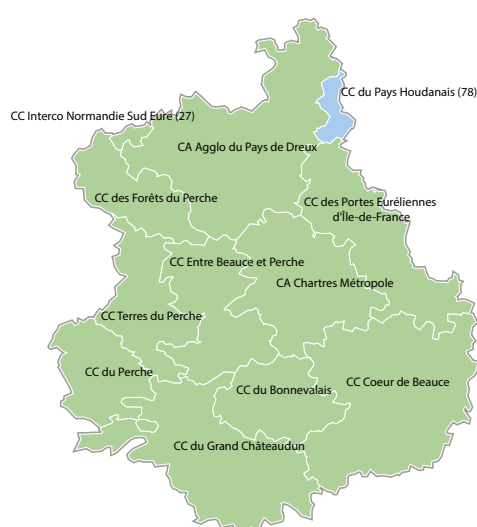 CC du Pays Houdanais (78)
CC Interco Normandie Sud Eure (27)
CA Agglo du Pays de Dreux
CC des Forêts du Perche
CC des Portes Euréliennes
d'Île-de-France
CC Entre Beauce et Perche
CA Chartres Métropole
CC Terres du Perche
CC du Perche
CC Coeur de Beauce
CC du Bonnevalais
CC du Grand Châteaudun